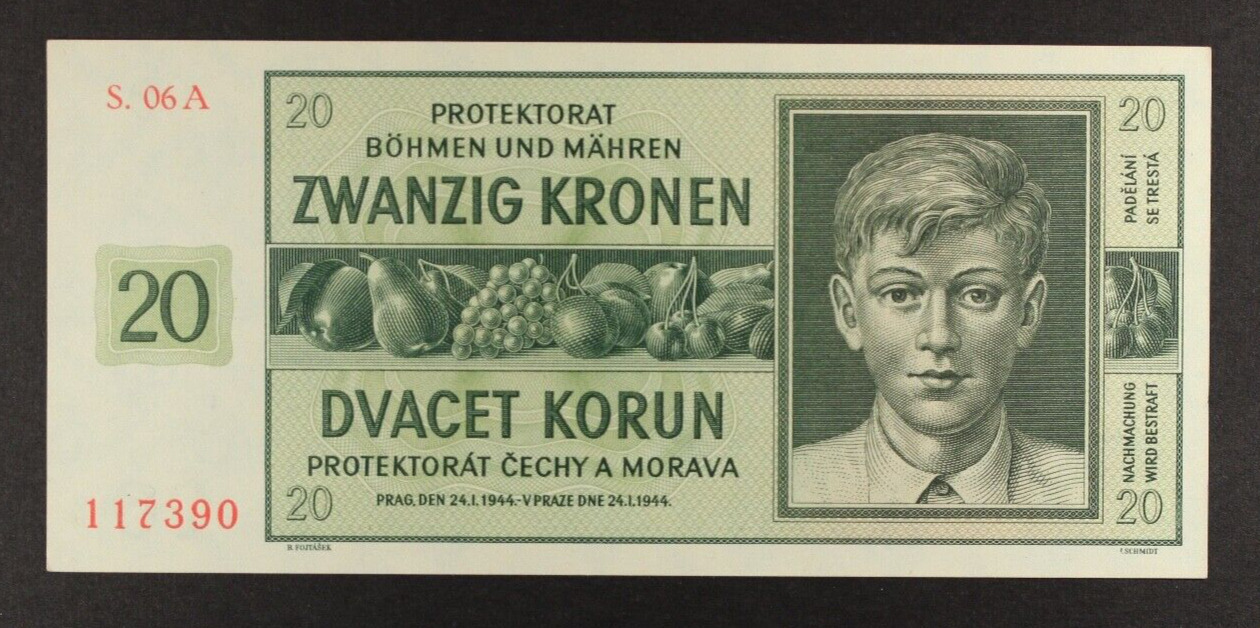 S. 06 A
20
117390
20
PROTEKTORAT
BÖHMEN UND MÄHREN
ZWANZIG KRONEN
DVACET KORUN
PROTEKTORÁT ČECHY A MORAVA
PRAG, DEN 24.I.1944.-V PRAZE DNE 24.I.1944.
20
20
PADĚLÁNÍ
SE TRESTÁ
NACHMACHUNG
WIRD BESTRAFT
20
B. FOJTÁŠEK
F. SCHMIDT